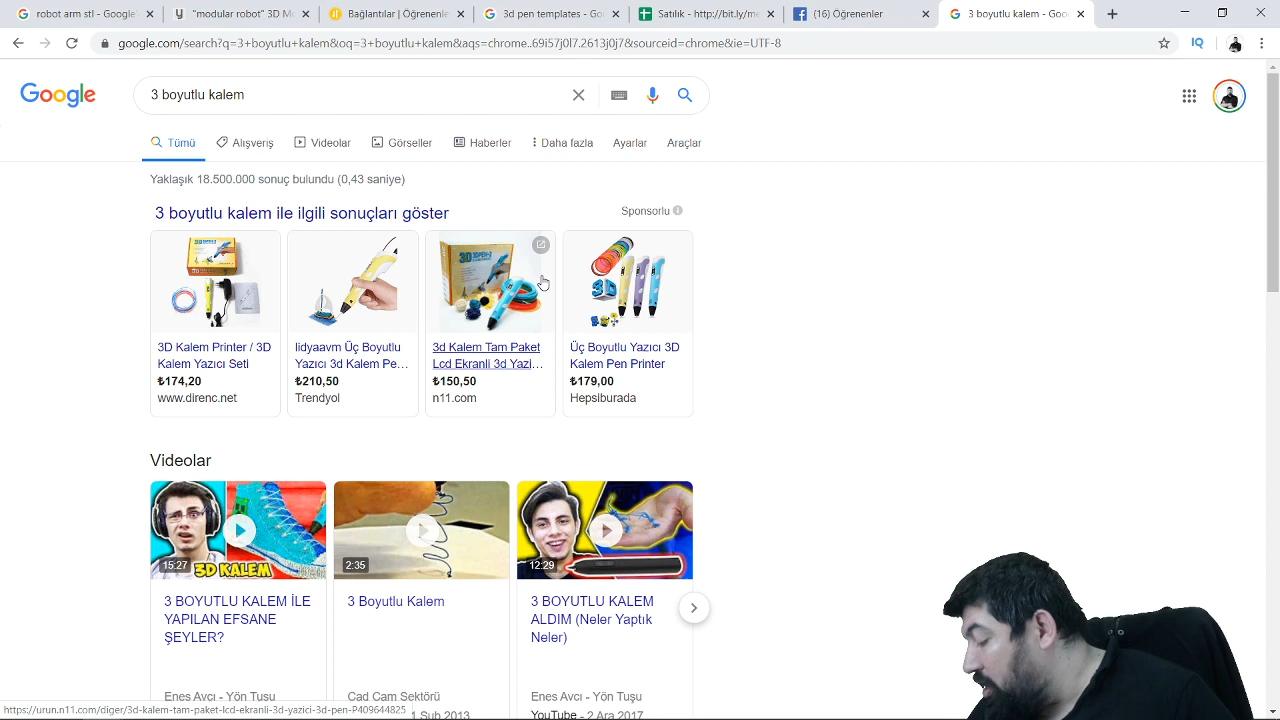 robot arm stl - Google'
"modular robot" 3D Mo
Bağlantılar | Öğrenenle
3d pen templates - Goo
Satılık - http://bit.ly/me
(16) Öğrenenler
3 boyutlu kalem - Goo
google.com/search?q=3+boyutlu+kalem&oq=3+boyutlu+kalem&aqs=chrome..69i57j0l7.2613j0j7&sourceid=chrome&ie=UTF-8
IQ
Google
3 boyutlu kalem
Tümü
Alışveriş
Videolar
Görseller
Haberler
Daha fazla
Ayarlar
Araçlar
Yaklaşık 18.500.000 sonuç bulundu (0,43 saniye)
3 boyutlu kalem ile ilgili sonuçları göster
Sponsorlu
3D Kalem Printer / 3D
Kalem Yazıcı Seti
₺174,20
www.direnc.net
lidyaavm Üç Boyutlu
Yazıcı 3d Kalem Pe…
₺210,50
Trendyol
3d Kalem Tam Paket
Lcd Ekranli 3d Yazi…
₺150,50
n11.com
Üç Boyutlu Yazıcı 3D
Kalem Pen Printer
₺179,00
Hepsiburada
Videolar
3D KALEM
15:27
2:35
12:29
3 BOYUTLU KALEM İLE
YAPILAN EFSANE
ŞEYLER?
Enes Avcı - Yön Tuşu
3 Boyutlu Kalem
Cad Cam Sektörü
1 Şub 2013
3 BOYUTLU KALEM
ALDIM (Neler Yaptık
Neler)
Enes Avcı - Yön Tuşu
YouTube - 2 Ara 2017
https://urun.n11.com/diger/3d-kalem-tam-paket-lcd-ekranli-3d-yazici-3d-pen-P409644825